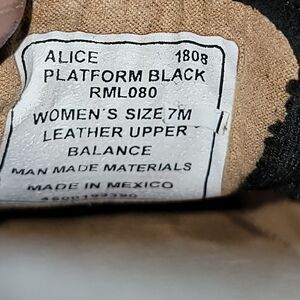 ALICE 1808
PLATFORM BLACK
RML080
WOMEN'S SIZE 7M
LEATHER UPPER
BALANCE
MAN MADE MATERIALS
MADE IN MEXICO